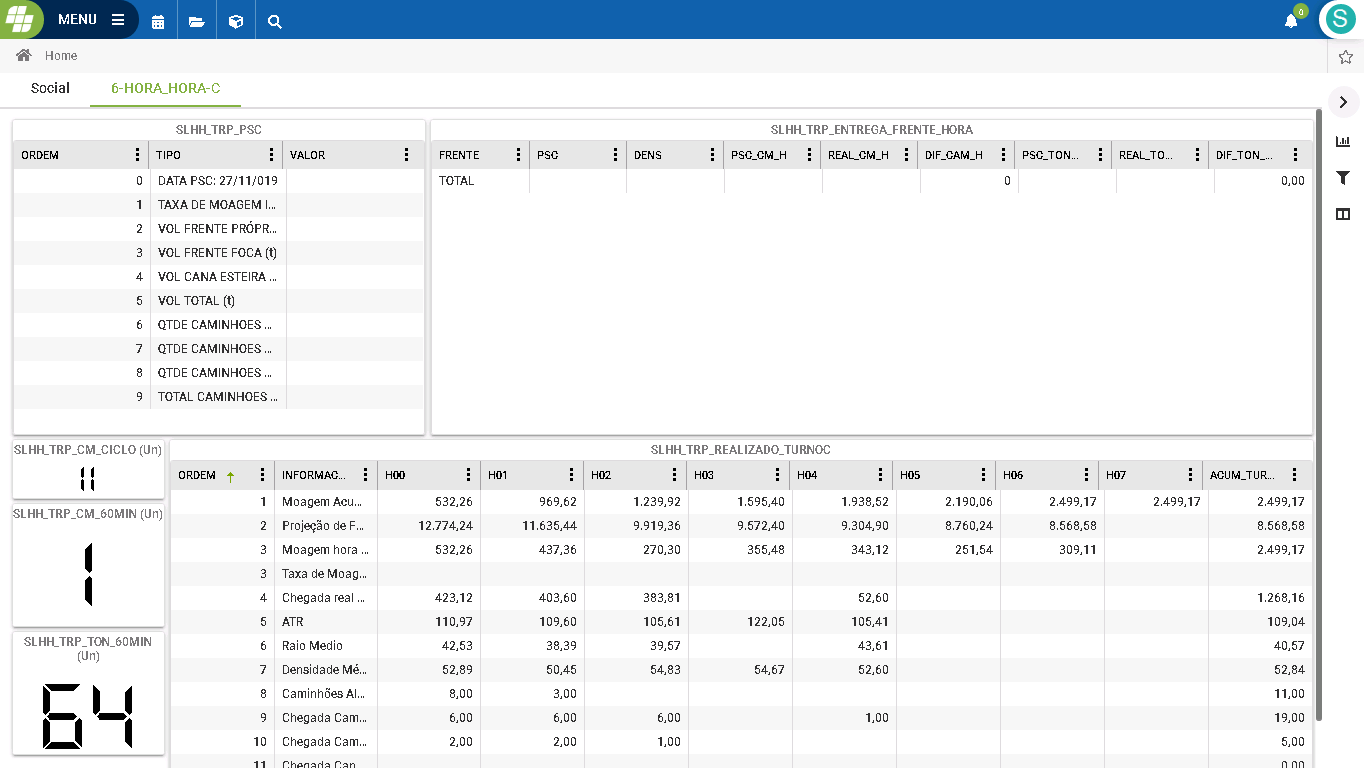 MENU
0
S
Home
Social 6-HORA_HORA-C
SLHH_TRP_PSC
ORDEM TIPO VALOR
0 DATA PSC: 27/11/019
1 TAXA DE MOAGEM I...
2 VOL FRENTE PRÓPR...
3 VOL FRENTE FOCA (t)
4 VOL CANA ESTEIRA ...
5 VOL TOTAL (t)
6 QTDE CAMINHOES ...
7 QTDE CAMINHOES ...
8 QTDE CAMINHOES ...
9 TOTAL CAMINHOES ...
SLHH_TRP_ENTREGA_FRENTE_HORA
FRENTE PSC DENS PSC_CM_H REAL_CM_H DIF_CAM_H PSC_TON... REAL_TO... DIF_TON_...
TOTAL 0 0,00
SLHH_TRP_CM_CICLO (Un)
11
SLHH_TRP_CM_60MIN (Un)
1
SLHH_TRP_TON_60MIN
(Un)
64
SLHH_TRP_REALIZADO_TURNOC
ORDEM INFORMAC... H00 H01 H02 H03 H04 H05 H06 H07 ACUM_TUR...
1 Moagem Acu... 532,26 969,62 1.239,92 1.595,40 1.938,52 2.190,06 2.499,17 2.499,17 2.499,17
2 Projeção de F... 12.774,24 11.635,44 9.919,36 9.572,40 9.304,90 8.760,24 8.568,58 8.568,58
3 Moagem hora ... 532,26 437,36 270,30 355,48 343,12 251,54 309,11 2.499,17
3 Taxa de Moag...
4 Chegada real ... 423,12 403,60 383,81 52,60 1.268,16
5 ATR 110,97 109,60 105,61 122,05 105,41 109,04
6 Raio Medio 42,53 38,39 39,57 43,61 40,57
7 Densidade Mé... 52,89 50,45 54,83 54,67 52,60 52,84
8 Caminhões Al... 8,00 3,00 11,00
9 Chegada Cam... 6,00 6,00 6,00 1,00 19,00
10 Chegada Cam... 2,00 2,00 1,00 5,00
11 Chegada Can... 0,00